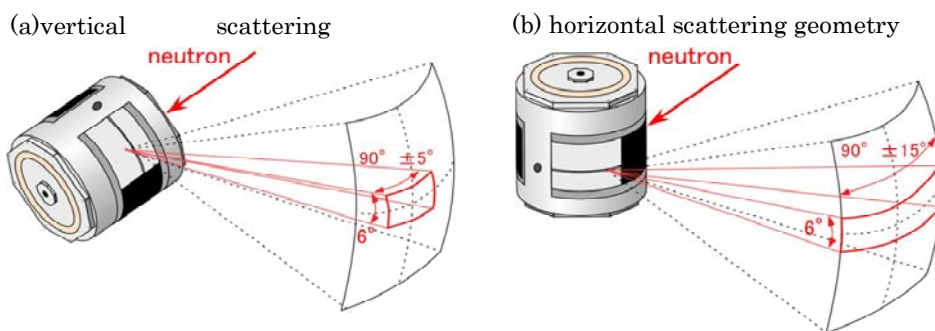 (a)vertical scattering
neutron
90° ±5°
6°
(b) horizontal scattering geometry
neutron
90° ±15°
6°